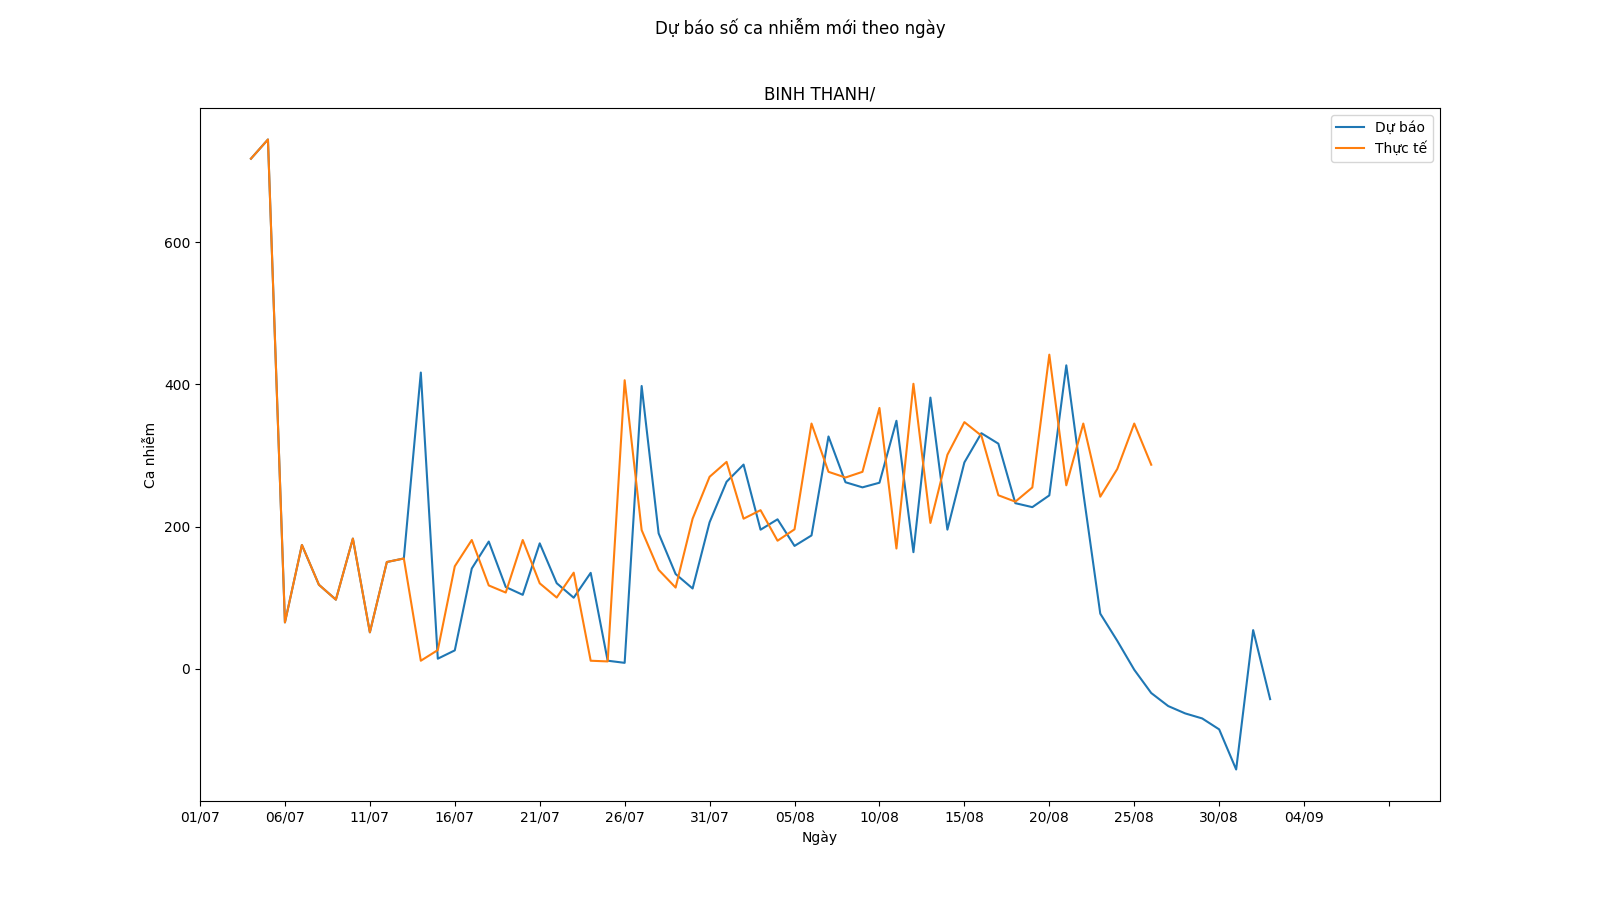 Dự báo số ca nhiễm mới theo ngày
BINH THANH/
Dự báo
Thực tế
600
400
200
0
Ca nhiễm
01/07 06/07 11/07 16/07 21/07 26/07 31/07 05/08 10/08 15/08 20/08 25/08 30/08 04/09
Ngày